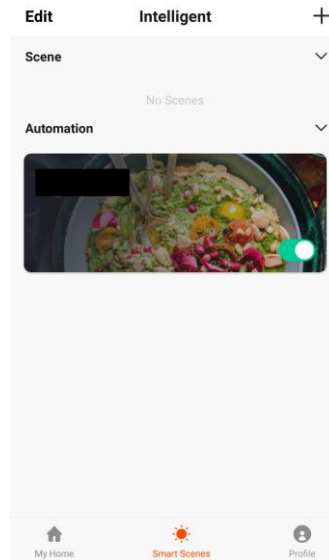 Edit Intelligent +
Scene
No Scenes
Automation
My Home Smart Scenes Profile